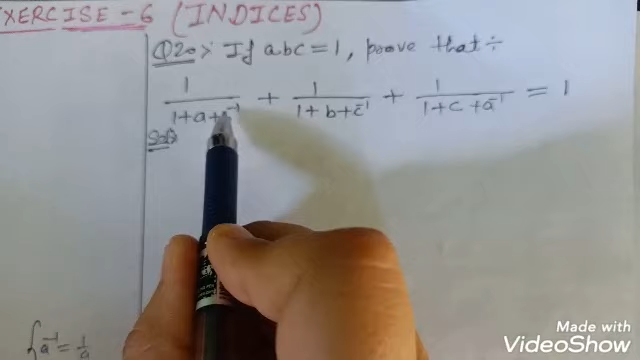 EXERCISE-6 (INDICES)
Q20> If abc=1, prove that ÷
1/(1+a+⁻¹) + 1/(1+b+c⁻¹) + 1/(1+c+a⁻¹) = 1
Sol:
{a⁻¹ = 1/a
Made with
VideoShow